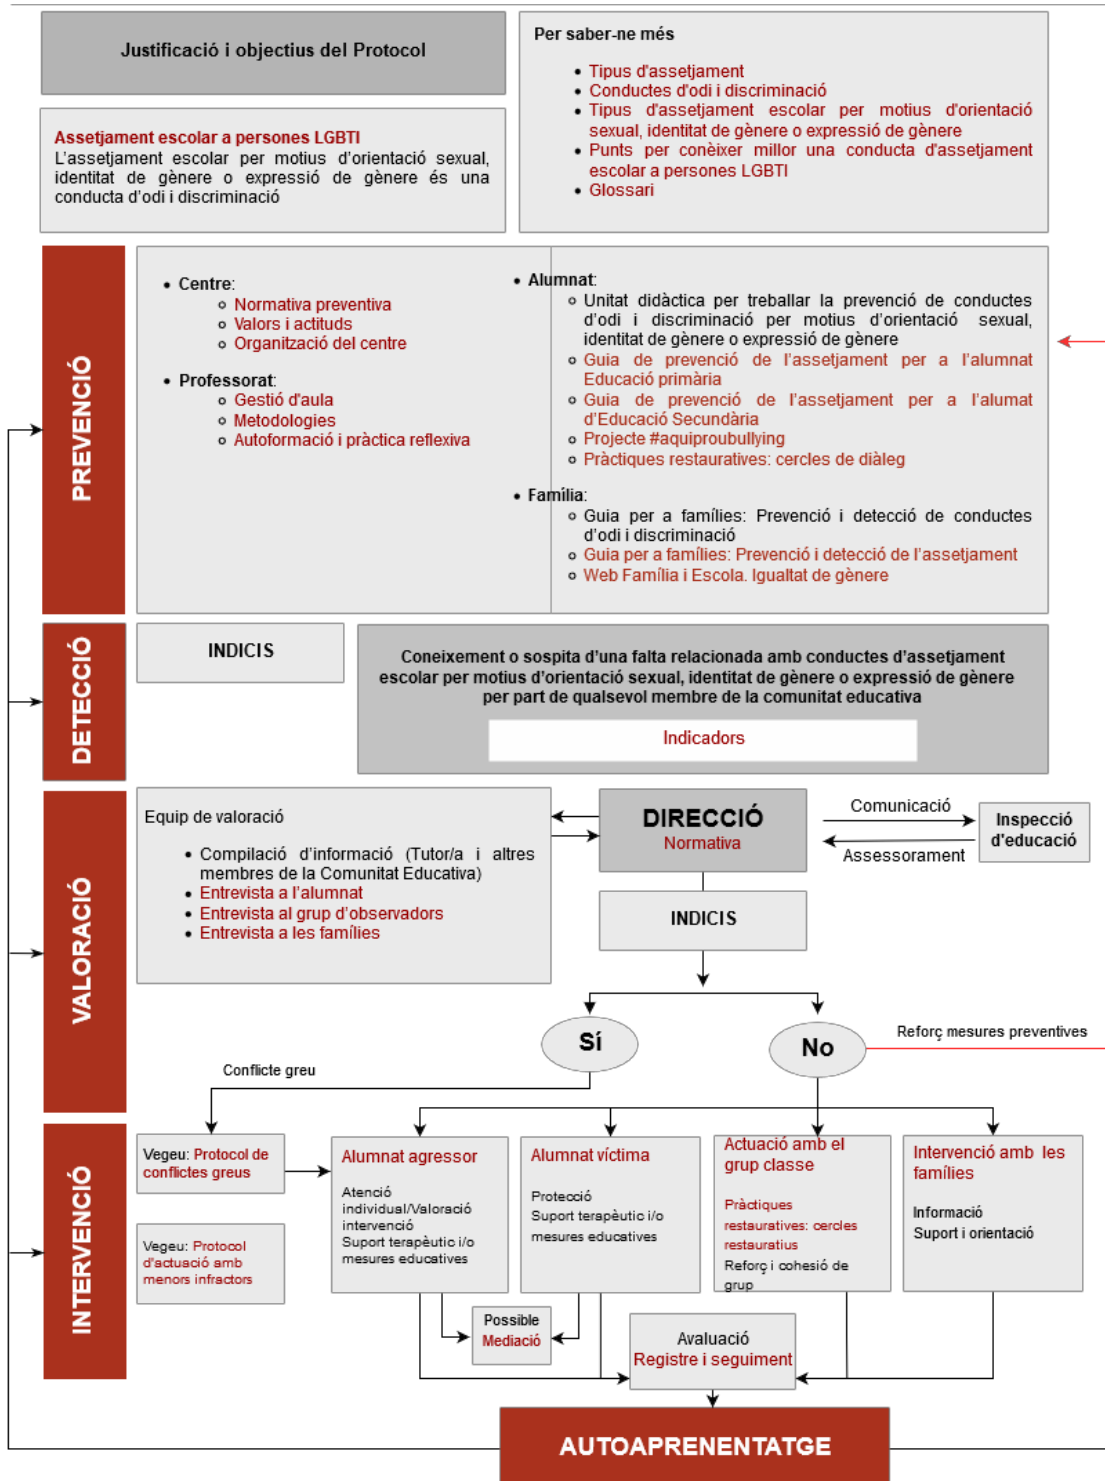 Justificació i objectius del Protocol
Assetjament escolar a persones LGBTI
L'assetjament escolar per motius d'orientació sexual,
identitat de gènere o expressió de gènere és una
conducta d'odi i discriminació
Per saber-ne més
Tipus d'assetjament
Conductes d'odi i discriminació
Tipus d'assetjament escolar per motius d'orientació
sexual, identitat de gènere o expressió de gènere
Punts per conèixer millor una conducta d'assetjament
escolar a persones LGBTI
Glossari
PREVENCIÓ
Centre:
Normativa preventiva
Valors i actituds
Organització del centre
Professorat:
Gestió d'aula
Metodologies
Autoformació i pràctica reflexiva
Alumnat:
Unitat didàctica per treballar la prevenció de conductes
d'odi i discriminació per motius d'orientació sexual,
identitat de gènere o expressió de gènere
Guia de prevenció de l'assetjament per a l'alumnat
Educació primària
Guia de prevenció de l'assetjament per a l'alumat
d'Educació Secundària
Projecte #aquiproubullying
Pràctiques restauratives: cercles de diàleg
Família:
Guia per a famílies: Prevenció i detecció de conductes
d'odi i discriminació
Guia per a famílies: Prevenció i detecció de l'assetjament
Web Família i Escola. Igualtat de gènere
DETECCIÓ
INDICIS
Coneixement o sospita d'una falta relacionada amb conductes d'assetjament
escolar per motius d'orientació sexual, identitat de gènere o expressió de gènere
per part de qualsevol membre de la comunitat educativa
Indicadors
VALORACIÓ
Equip de valoració
Compilació d'informació (Tutor/a i altres
membres de la Comunitat Educativa)
Entrevista a l'alumnat
Entrevista al grup d'observadors
Entrevista a les famílies
DIRECCIÓ
Normativa
Comunicació
Assessorament
Inspecció
d'educació
INDICIS
Sí
No
Reforç mesures preventives
Conflicte greu
INTERVENCIÓ
Vegeu: Protocol de
conflictes greus
Vegeu: Protocol
d'actuació amb
menors infractors
Alumnat agressor
Atenció
individual/Valoració
intervenció
Suport terapèutic i/o
mesures educatives
Alumnat víctima
Protecció
Suport terapèutic i/o
mesures educatives
Actuació amb el
grup classe
Pràctiques
restauratives: cercles
restauratius
Reforç i cohesió de
grup
Intervenció amb les
famílies
Informació
Suport i orientació
Possible
Mediació
Avaluació
Registre i seguiment
AUTOAPRENENTATGE